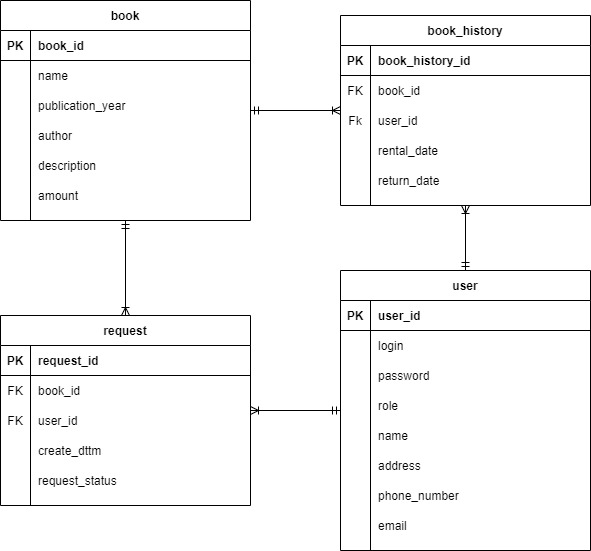 book
PK book_id
name
publication_year
author
description
amount
book_history
PK book_history_id
FK book_id
Fk user_id
rental_date
return_date
request
PK request_id
FK book_id
FK user_id
create_dttm
request_status
user
PK user_id
login
password
role
name
address
phone_number
email